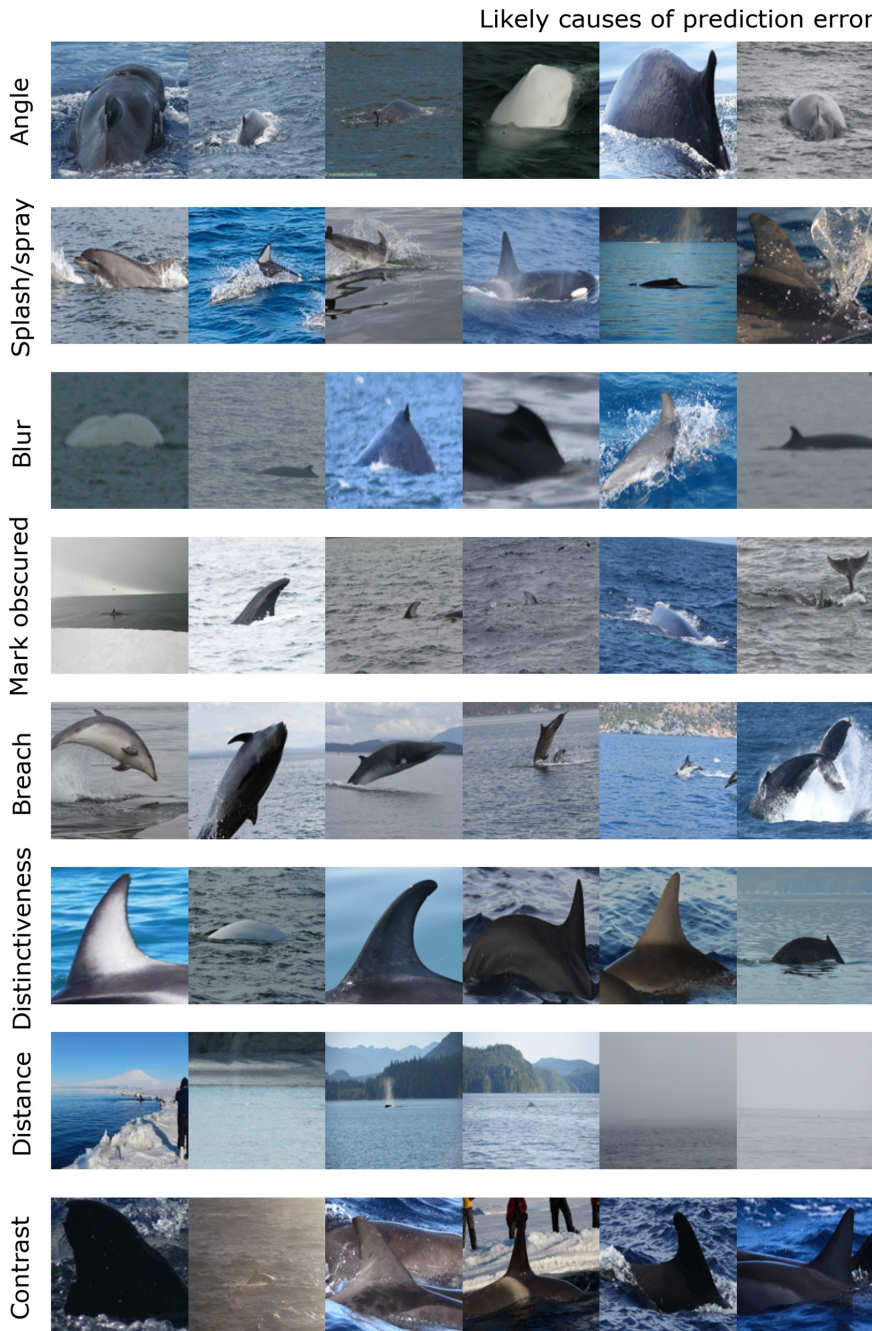 Likely causes of prediction error
Angle
Splash/spray
Blur
Mark obscured
Breach
Distinctiveness
Distance
Contrast